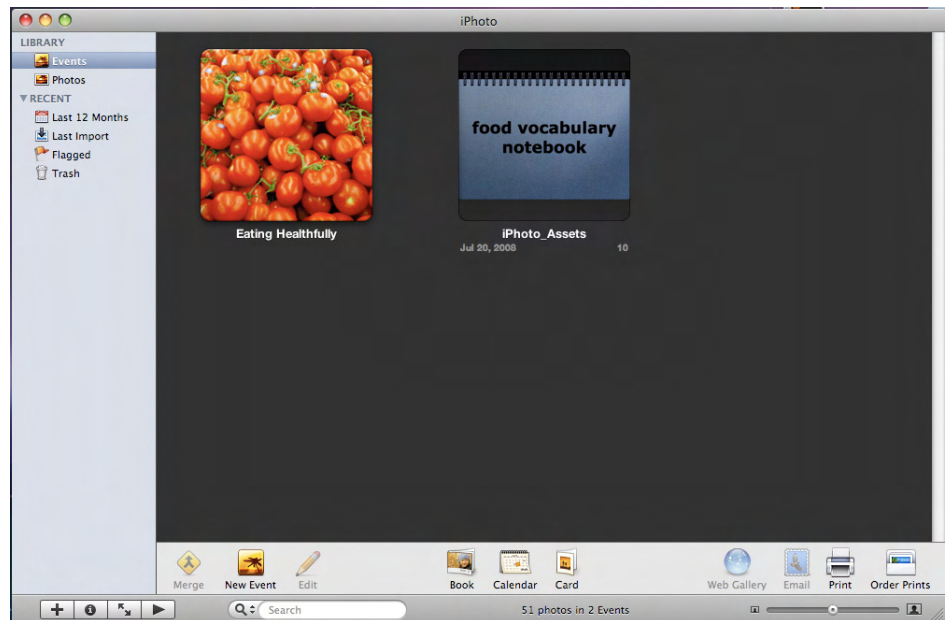 iPhoto
LIBRARY
Events
Photos
RECENT
Last 12 Months
Last Import
Flagged
Trash
food vocabulary
notebook
Eating Healthfully
iPhoto_Assets
Jul 20, 2008 10
Merge New Event Edit Book Calendar Card Web Gallery Email Print Order Prints
Search 51 photos in 2 Events